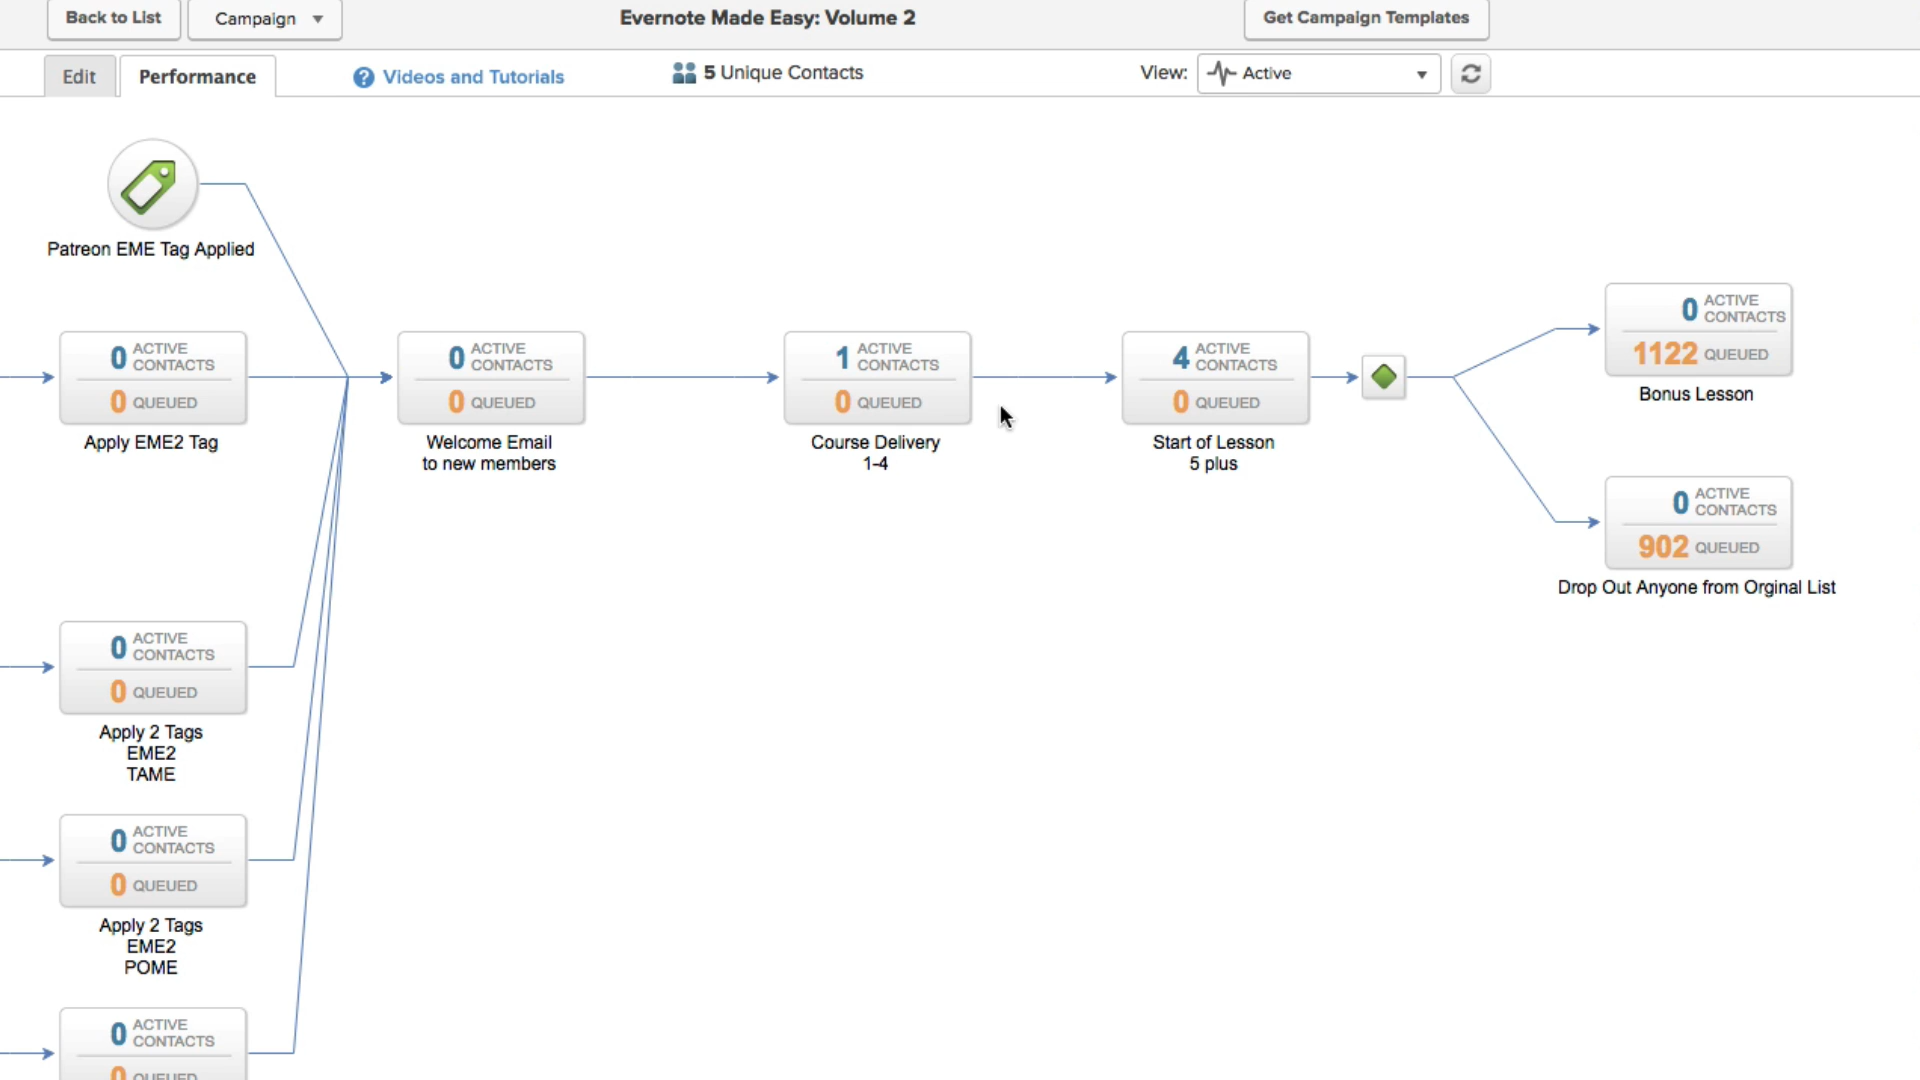 Back to List
Campaign
Evernote Made Easy: Volume 2
Get Campaign Templates
Edit
Performance
Videos and Tutorials
5 Unique Contacts
View:
Active
Patreon EME Tag Applied
0 ACTIVE
CONTACTS
0 QUEUED
Apply EME2 Tag
0 ACTIVE
CONTACTS
0 QUEUED
Welcome Email
to new members
1 ACTIVE
CONTACTS
0 QUEUED
Course Delivery
1-4
4 ACTIVE
CONTACTS
0 QUEUED
Start of Lesson
5 plus
0 ACTIVE
CONTACTS
1122 QUEUED
Bonus Lesson
0 ACTIVE
CONTACTS
902 QUEUED
Drop Out Anyone from Orginal List
0 ACTIVE
CONTACTS
0 QUEUED
Apply 2 Tags
EME2
TAME
0 ACTIVE
CONTACTS
0 QUEUED
Apply 2 Tags
EME2
POME
0 ACTIVE
CONTACTS
0 QUEUED